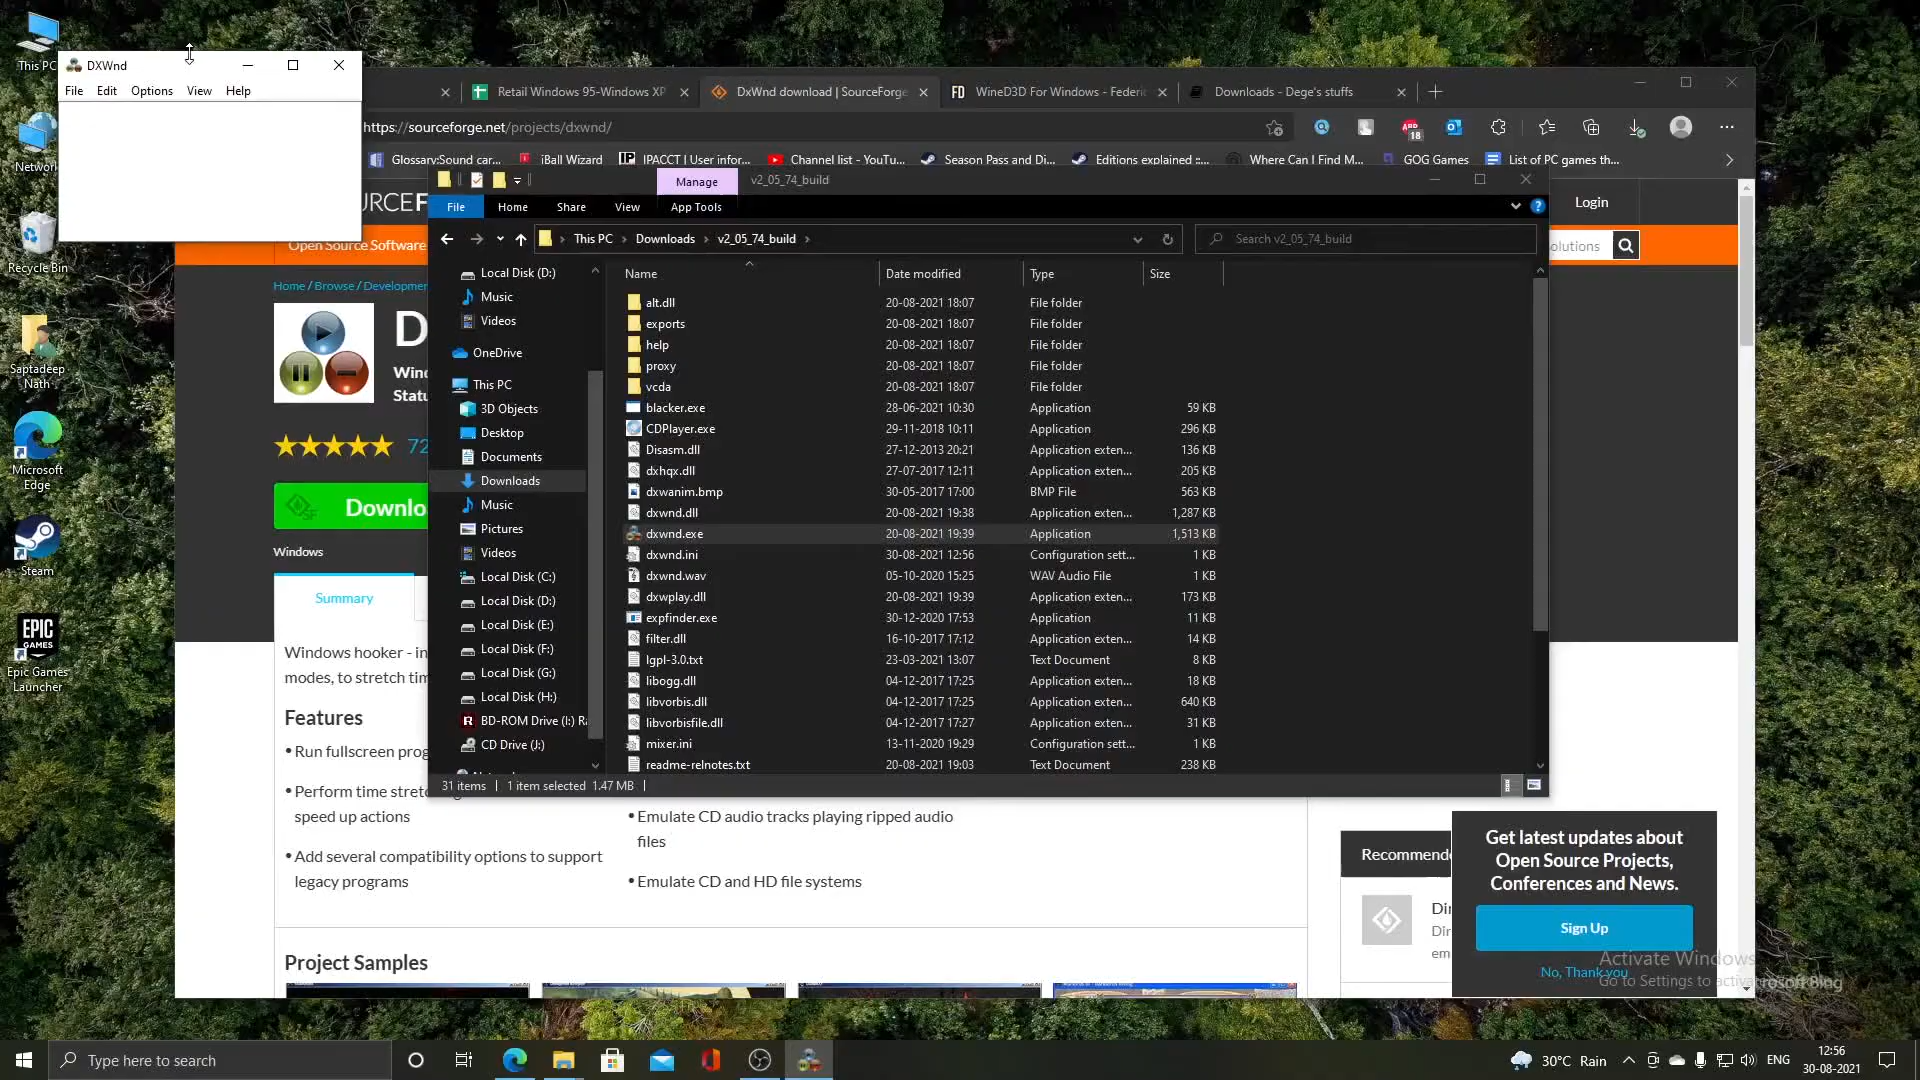 This PC
Network
Recycle Bin
Saptadeep
Nath
Microsoft
Edge
Steam
EPIC
GAMES
Epic Games
Launcher
DXWnd
File Edit Options View Help
Retail Windows 95-Windows XP
DxWnd download | SourceForge
FD WineD3D For Windows - Federic
Downloads - Dege's stuffs
https://sourceforge.net/projects/dxwnd/
18
Glossary:Sound car...
iBall Wizard
IPACCT | User infor...
Channel list - YouTu...
Season Pass and Di...
Editions explained ::...
Where Can I Find M...
GOG Games
List of PC games th...
Manage
v2_05_74_build
File Home Share View App Tools
This PC > Downloads > v2_05_74_build >
Search v2_05_74_build
Login
olutions
Open Source Software
Home / Browse / Developmen
Local Disk (D:)
Music
Videos
OneDrive
This PC
3D Objects
Desktop
Documents
Downloads
Music
Pictures
Videos
Local Disk (C:)
Local Disk (D:)
Local Disk (E:)
Local Disk (F:)
Local Disk (G:)
Local Disk (H:)
BD-ROM Drive (I:) Ra
CD Drive (J:)
Name Date modified Type Size
alt.dll 20-08-2021 18:07 File folder
exports 20-08-2021 18:07 File folder
help 20-08-2021 18:07 File folder
proxy 20-08-2021 18:07 File folder
vcda 20-08-2021 18:07 File folder
blacker.exe 28-06-2021 10:30 Application 59 KB
CDPlayer.exe 29-11-2018 10:11 Application 296 KB
Disasm.dll 27-12-2013 20:21 Application exten... 136 KB
dxhqx.dll 27-07-2017 12:11 Application exten... 205 KB
dxwanim.bmp 30-05-2017 17:00 BMP File 563 KB
dxwnd.dll 20-08-2021 19:38 Application exten... 1,287 KB
dxwnd.exe 20-08-2021 19:39 Application 1,513 KB
dxwnd.ini 30-08-2021 12:56 Configuration sett... 1 KB
dxwnd.wav 05-10-2020 15:25 WAV Audio File 1 KB
dxwplay.dll 20-08-2021 19:39 Application exten... 173 KB
expfinder.exe 30-12-2020 17:53 Application 11 KB
filter.dll 16-10-2017 17:12 Application exten... 14 KB
lgpl-3.0.txt 23-03-2021 13:07 Text Document 8 KB
libogg.dll 04-12-2017 17:25 Application exten... 18 KB
libvorbis.dll 04-12-2017 17:25 Application exten... 640 KB
libvorbisfile.dll 04-12-2017 17:27 Application exten... 31 KB
mixer.ini 13-11-2020 19:29 Configuration sett... 1 KB
readme-relnotes.txt 20-08-2021 19:03 Text Document 238 KB
31 items 1 item selected 1.47 MB
D
Wind
Statu
72
Downlo
Windows
Summary
Windows hooker - in
modes, to stretch tim
Features
• Run fullscreen prog
• Perform time stretc
speed up actions
• Add several compatibility options to support
legacy programs
• Emulate CD audio tracks playing ripped audio
files
• Emulate CD and HD file systems
Project Samples
Recommende
Dir
Dir
em
Get latest updates about
Open Source Projects,
Conferences and News.
Sign Up
No, Thank you
Activate Windows
Go to Settings to activ
Microsoft Bing
Type here to search
30°C Rain
ENG
12:56
30-08-2021